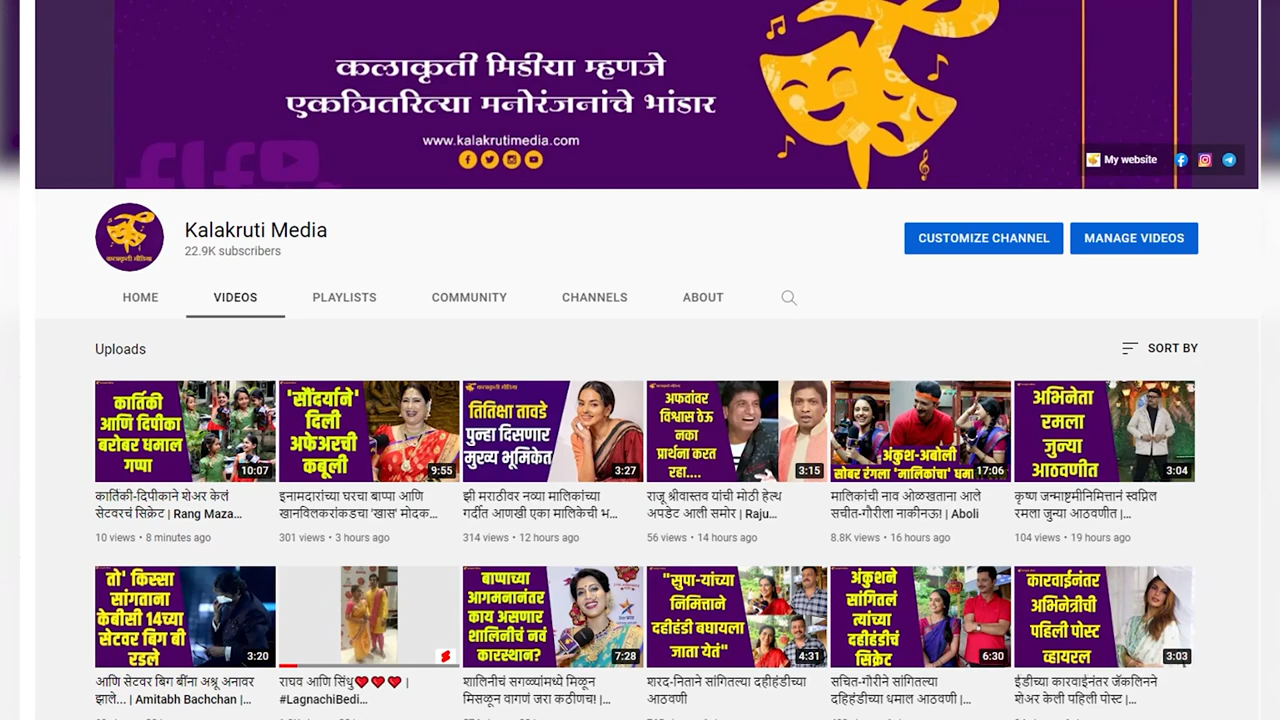 कलाकृती मिडीया म्हणजे
एकत्रितरित्या मनोरंजनांचे भांडार
www.kalakrutimedia.com
My website
Kalakruti Media
22.9K subscribers
CUSTOMIZE CHANNEL
MANAGE VIDEOS
HOME
VIDEOS
PLAYLISTS
COMMUNITY
CHANNELS
ABOUT
Uploads
SORT BY
कार्तिकी
आणि दिपीका
बरोबर धमाल
गप्पा
10:07
'सौंदर्याने'
दिली
अफेअरची
कबूली
9:55
तितिक्षा तावडे
पुन्हा दिसणार
मुख्य भूमिकेत
3:27
अफवांवर
विश्वास ठेऊ
नका
प्रार्थना करत
रहा....
3:15
अंकुश-अबोली
सोबर रंगला 'मालिकांचा' धमा
17:06
अभिनेता
रमला
जुन्या
आठवणीत
3:04
कार्तिकी-दिपीकाने शेअर केलं
सेटवरचं सिक्रेट | Rang Maza...
10 views • 8 minutes ago
इनामदारांच्या घरचा बाप्पा आणि
खानविलकरांकडचा 'खास' मोदक...
301 views • 3 hours ago
झी मराठीवर नव्या मालिकांच्या
गर्दीत आणखी एका मालिकेची भ...
314 views • 12 hours ago
राजू श्रीवास्तव यांची मोठी हेल्थ
अपडेट आली समोर | Raju...
56 views • 14 hours ago
मालिकांची नाव ओळखताना आले
सचीत-गौरीला नाकीनऊ! | Aboli
8.8K views • 16 hours ago
कृष्ण जन्माष्टमीनिमित्तानं स्वप्निल
रमला जुन्या आठवणीत |...
104 views • 19 hours ago
तो' किस्सा
सांगताना
केबीसी 14च्या
सेटवर बिग बी
रडले
3:20
बाप्पाच्या
आगमनानंतर
काय असणार
शालिनीचं नवं
कारस्थान?
7:28
"सुपा-यांच्या
निमित्ताने
दहीहंडी बघायला
जाता येतं"
4:31
अंकुशने
सांगितलं
त्यांच्या
दहीहंडीचं
सिक्रेट
6:30
कारवाईनंतर
अभिनेत्रीची
पहिली पोस्ट
व्हायरल
3:03
आणि सेटवर बिग बींना अश्रू अनावर
झाले... | Amitabh Bachchan |...
राघव आणि सिंधु❤❤❤ |
#LagnachiBedi...
शालिनीचं सगळ्यांमध्ये मिळून
मिसळून वागणं जरा कठीणच! |...
शरद-निताने सांगितल्या दहीहंडीच्या
आठवणी
सचित-गौरीने सांगितल्या
दहिहंडीच्या धमाल आठवणी |...
ईडीच्या कारवाईनंतर जॅकलिनने
शेअर केली पहिली पोस्ट |...